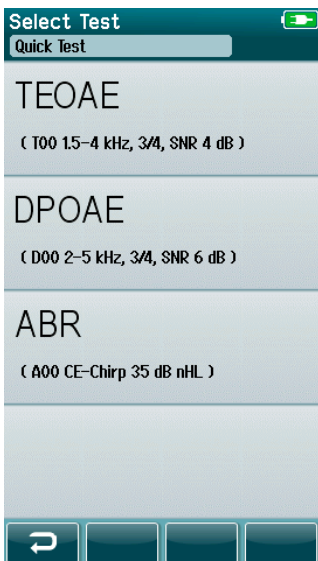 Select Test
Quick Test
TEOAE
( T00 1.5-4 kHz, 3/4, SNR 4 dB )
DPOAE
( D00 2-5 kHz, 3/4, SNR 6 dB )
ABR
( A00 CE-Chirp 35 dB nHL )